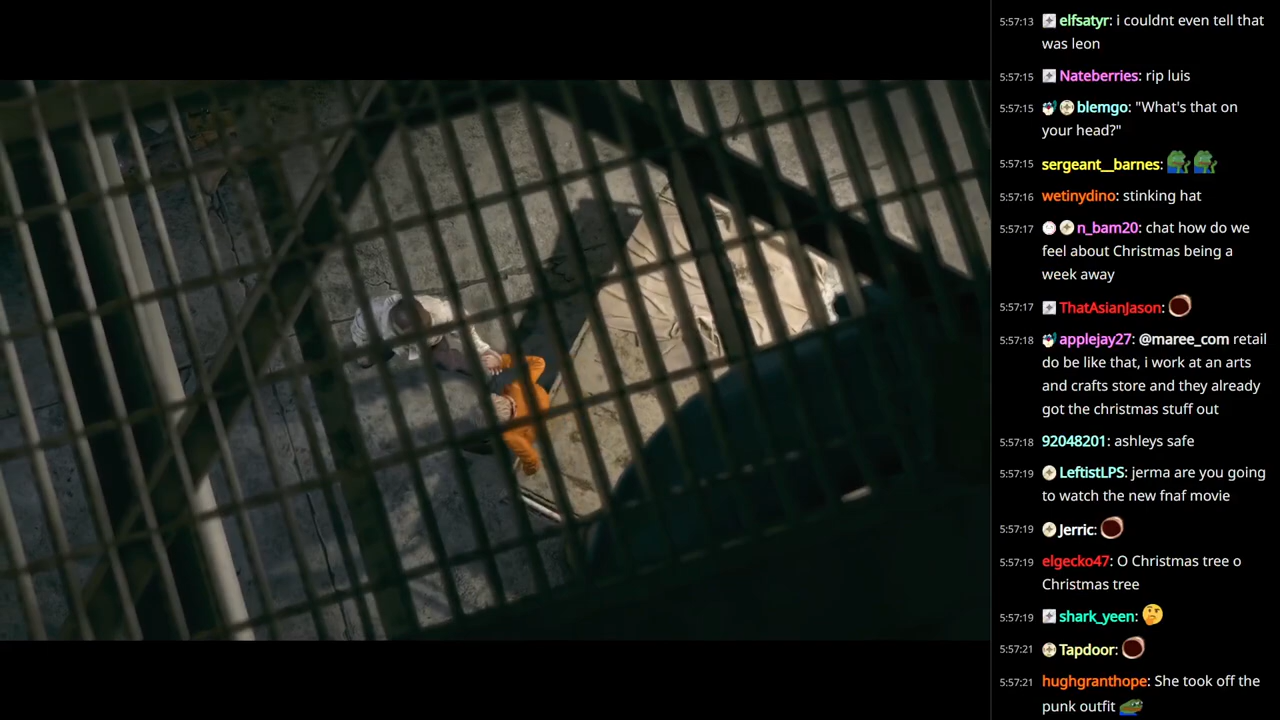 5:57:13 elfsatyr: i couldnt even tell that
was leon
5:57:15 Nateberries: rip luis
5:57:15 blemgo: "What's that on
your head?"
5:57:15 sergeant__barnes:
5:57:16 wetinydino: stinking hat
5:57:17 n_bam20: chat how do we
feel about Christmas being a
week away
5:57:17 ThatAsianJason:
5:57:18 applejay27: @maree_com retail
do be like that, i work at an arts
and crafts store and they already
got the christmas stuff out
5:57:18 92048201: ashleys safe
5:57:19 LeftistLPS: jerma are you going
to watch the new fnaf movie
5:57:19 Jerric:
5:57:19 elgecko47: O Christmas tree o
Christmas tree
5:57:19 shark_yeen: 🤔
5:57:21 Tapdoor:
5:57:21 hughgranthope: She took off the
punk outfit